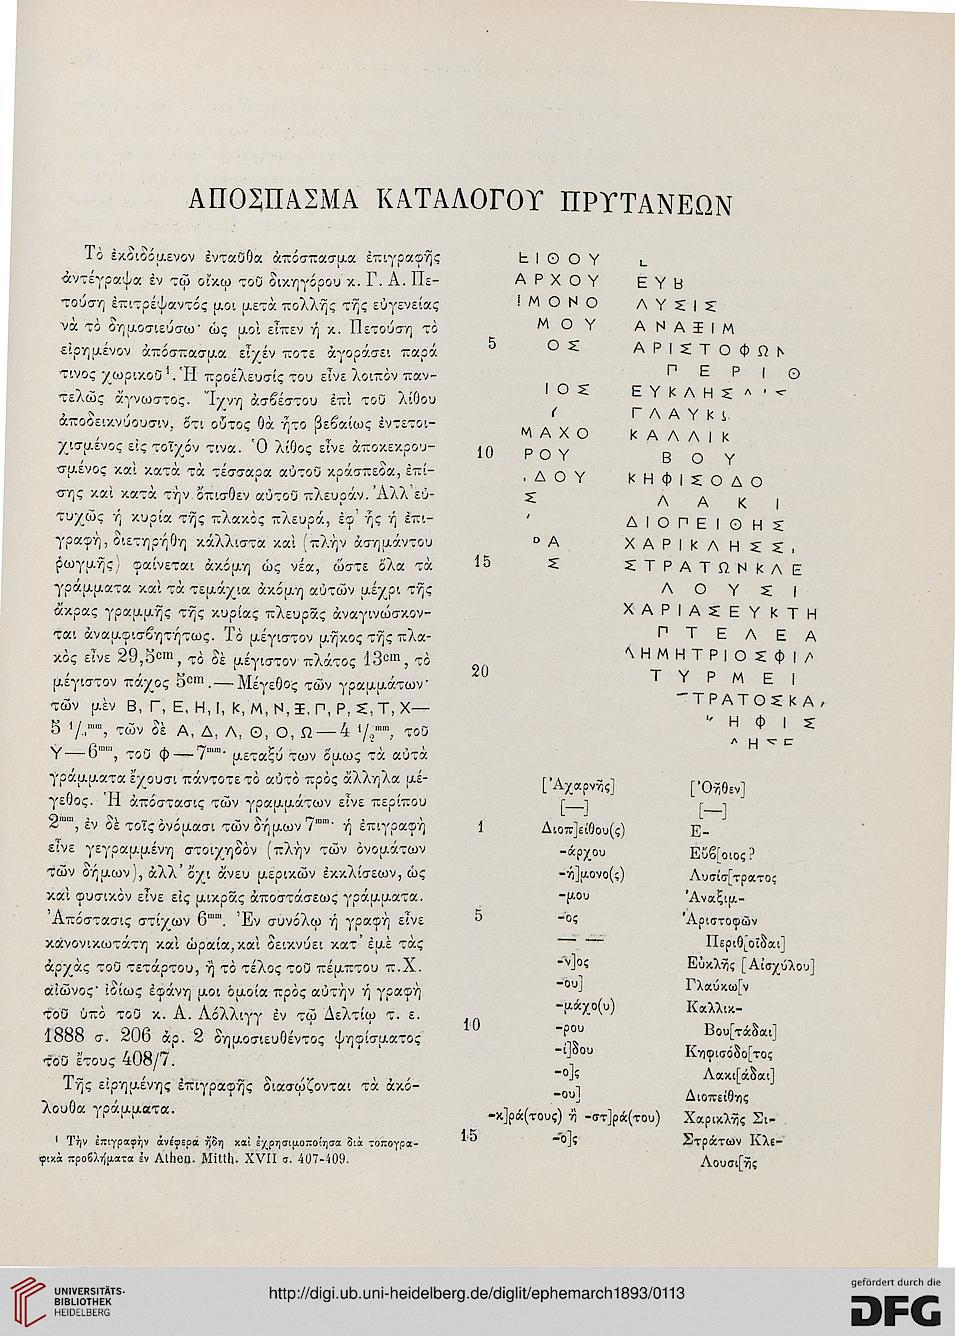 ΑΠΟΣΠΑΣΜΑ ΚΑΤΑΛΟΓΟΥ ΠΡΥΤΑΝΕΩΝ
Τὸ ἐκδιδόμενον ἐνταῦθα ἀπόσπασμα ἐπιγραφῆς
ἀντέγραψα ἐν τῷ οἴκῳ τοῦ δικηγόρου κ. Γ. Α. Πε-
τούση ἐπιτρέψαντός μοι μετὰ πολλῆς τῆς εὐγενείας
νὰ τὸ δημοσιεύσω· ὡς μοὶ εἶπεν ἡ κ. Πετούση τὸ
εἰρημένον ἀπόσπασμα εἶχέν ποτε ἀγοράσει παρά
τινος χωρικοῦ¹. Ἡ προέλευσίς του εἶνε λοιπὸν παν-
τελῶς ἄγνωστος. Ἴχνη ἀσβέστου ἐπὶ τοῦ λίθου
ἀποδεικνύουσιν, ὅτι οὗτος θὰ ἦτο βεβαίως ἐντετοι-
χισμένος εἰς τοῖχόν τινα. Ὁ λίθος εἶνε ἀποκεκρου-
σμένος καὶ κατὰ τὰ τέσσαρα αὐτοῦ κράσπεδα, ἐπί-
σης καὶ κατὰ τὴν ὄπισθεν αὐτοῦ πλευράν. Ἀλλ' εὐ-
τυχῶς ἡ κυρία τῆς πλακὸς πλευρά, ἐφ' ἧς ἡ ἐπι-
γραφή, διετηρήθη κάλλιστα καὶ (πλὴν ἀσημάντου
ῥωγμῆς) φαίνεται ἀκόμη ὡς νέα, ὥστε ὅλα τὰ
γράμματα καὶ τὰ τεμάχια ἀκόμη αὐτῶν μέχρι τῆς
ἄκρας γραμμῆς τῆς κυρίας πλευρᾶς ἀναγινώσκον-
ται ἀναμφισβητήτως. Τὸ μέγιστον μῆκος τῆς πλα-
κὸς εἶνε 29,5cm, τὸ δὲ μέγιστον πλάτος 13cm, τὸ
μέγιστον πάχος 5cm.— Μέγεθος τῶν γραμμάτων·
τῶν μὲν Β, Γ, Ε, Η, Ι, Κ, Μ, Ν, Ξ, Π, Ρ, Σ, Τ, Χ—
5 1/2mm, τῶν δὲ Α, Δ, Λ, Θ, Ο, Ω — 4 1/2mm, τοῦ
Υ — 6mm, τοῦ Φ — 7mm· μεταξύ των ὅμως τὰ αὐτὰ
γράμματα ἔχουσι πάντοτε τὸ αὐτὸ πρὸς ἄλληλα μέ-
γεθος. Ἡ ἀπόστασις τῶν γραμμάτων εἶνε περίπου
2mm, ἐν δὲ τοῖς ὀνόμασι τῶν δήμων 7mm· ἡ ἐπιγραφὴ
εἶνε γεγραμμένη στοιχηδὸν (πλὴν τῶν ὀνομάτων
τῶν δήμων), ἀλλ' ὄχι ἄνευ μερικῶν ἐκκλίσεων, ὡς
καὶ φυσικὸν εἶνε εἰς μικρᾶς ἀποστάσεως γράμματα.
Ἀπόστασις στίχων 6mm. Ἐν συνόλῳ ἡ γραφὴ εἶνε
κανονικωτάτη καὶ ὡραία, καὶ δεικνύει κατ' ἐμὲ τὰς
ἀρχὰς τοῦ τετάρτου, ἢ τὸ τέλος τοῦ πέμπτου π.Χ.
αἰῶνος· ἰδίως ἐφάνη μοι ὁμοία πρὸς αὐτὴν ἡ γραφὴ
τοῦ ὑπὸ τοῦ κ. Α. Λόλλιγγ ἐν τῷ Δελτίῳ τ. ε.
1888 σ. 206 ἀρ. 2 δημοσιευθέντος ψηφίσματος
τοῦ ἔτους 408/7.
Τῆς εἰρημένης ἐπιγραφῆς διασῴζονται τὰ ἀκό-
λουθα γράμματα.
¹ Τὴν ἐπιγραφὴν ἀνέφερα ἤδη καὶ ἐχρησιμοποίησα διὰ τοπογρα-
φικὰ προβλήματα ἐν Athen. Mitth. XVII σ. 407-409.
ΕΙΘΟΥ
ΑΡΧΟΥ ΕΥΒ
ΙΜΟΝΟ ΛΥΣΙΣ
ΜΟΥ ΑΝΑΞΙΜ
5 ΟΣ ΑΡΙΣΤΟΦΩΝ
ΠΕΡΙΘ
ΙΟΣ ΕΥΚΛΗΣ
ΓΛΑΥΚ
ΜΑΧΟ ΚΑΛΛΙΚ
10 ΡΟΥ ΒΟΥ
ΔΟΥ ΚΗΦΙΣΟΔΟ
Σ ΛΑΚΙ
ΔΙΟΠΕΙΘΗΣ
ΡΑ ΧΑΡΙΚΛΗΣΣΙ
15 Σ ΣΤΡΑΤΩΝΚΛΕ
ΛΟΥΣΙ
ΧΑΡΙΑΣΕΥΚΤΗ
ΠΤΕΛΕΑ
ΔΗΜΗΤΡΙΟΣΦΙΛ
20 ΤΥΡΜΕΙ
ΣΤΡΑΤΟΣΚΑ
ΚΗΦΙΣ
[Ἀχαρνῆς] [Ὀῆθεν]
[—] [—]
1 Διοπ]είθου(ς) Ε-
-άρχου Εὔβ[οιος?
-ή]μονο(ς) Λυσίσ[τρατος
-μου Ἀναξιμ-
5 -ος Ἀριστοφῶν
— — Περιθ[οῖδαι]
-ν]ος Εὐκλῆς [Αἰσχύλου]
-ου] Γλαύκω[ν
-μάχο(υ) Καλλικ-
10 -ρου Βου[τάδαι]
-ι]δου Κηφισόδο[τος
-ο]ς Λακι[άδαι]
-ου] Διοπείθης
-κ]ρά(τους) ἢ -στ]ρά(του) Χαρικλῆς Σι-
15 -ο]ς Στράτων Κλε-
Λουσι[ῆς
UNIVERSITÄTS-
BIBLIOTHEK
HEIDELBERG
http://digi.ub.uni-heidelberg.de/diglit/ephemarch1893/0113
gefördert durch die
DFG